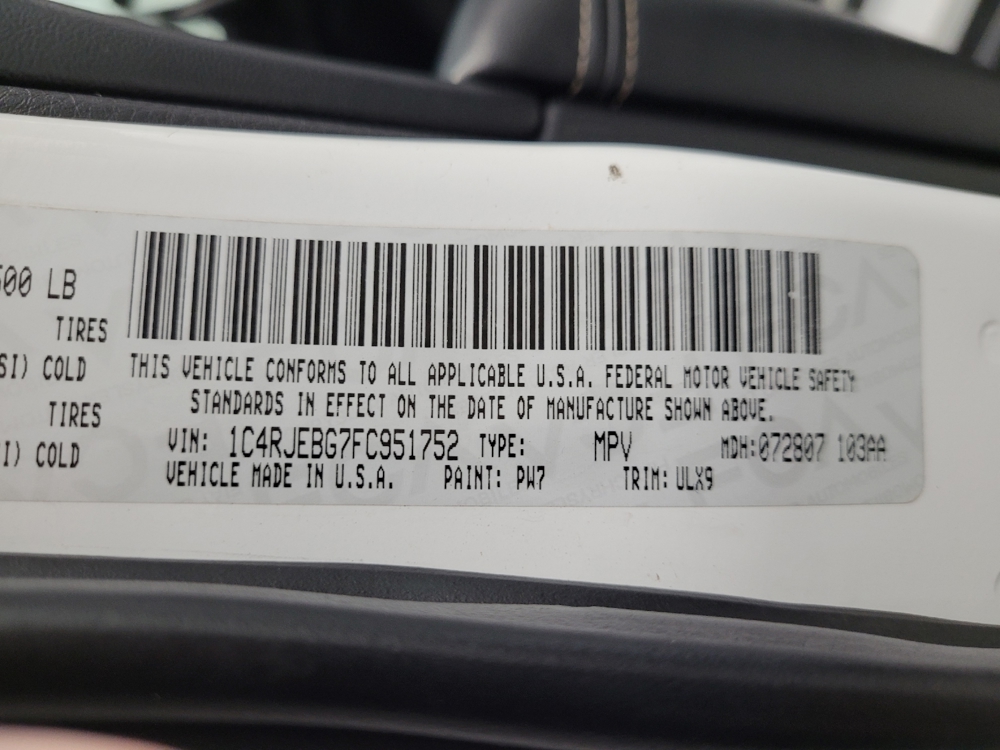 500 LB
TIRES
SI) COLD
TIRES
I) COLD
THIS VEHICLE CONFORMS TO ALL APPLICABLE U.S.A. FEDERAL MOTOR VEHICLE SAFETY
STANDARDS IN EFFECT ON THE DATE OF MANUFACTURE SHOWN ABOVE.
VIN: 1C4RJEBG7FC951752 TYPE: MPV MDH:072807 103AA
VEHICLE MADE IN U.S.A. PAINT: PW7 TRIM: ULX9